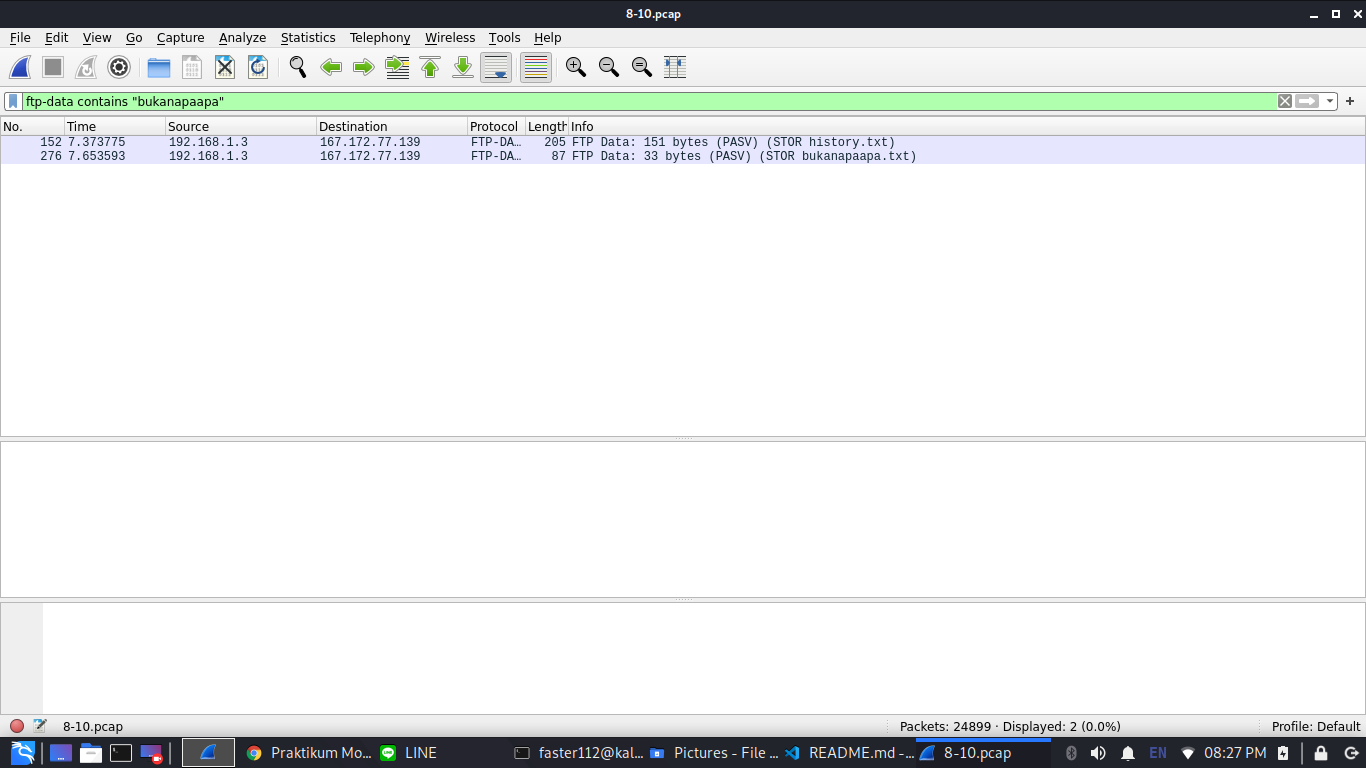 8-10.pcap
File Edit View Go Capture Analyze Statistics Telephony Wireless Tools Help
ftp-data contains "bukanapaapa"
No. Time Source Destination Protocol Length Info
152 7.373775 192.168.1.3 167.172.77.139 FTP-DA… 205 FTP Data: 151 bytes (PASV) (STOR history.txt)
276 7.653593 192.168.1.3 167.172.77.139 FTP-DA… 87 FTP Data: 33 bytes (PASV) (STOR bukanapaapa.txt)
8-10.pcap Packets: 24899 · Displayed: 2 (0.0%) Profile: Default
Praktikum Mo... LINE faster112@kal... Pictures - File ... README.md -... 8-10.pcap EN 08:27 PM